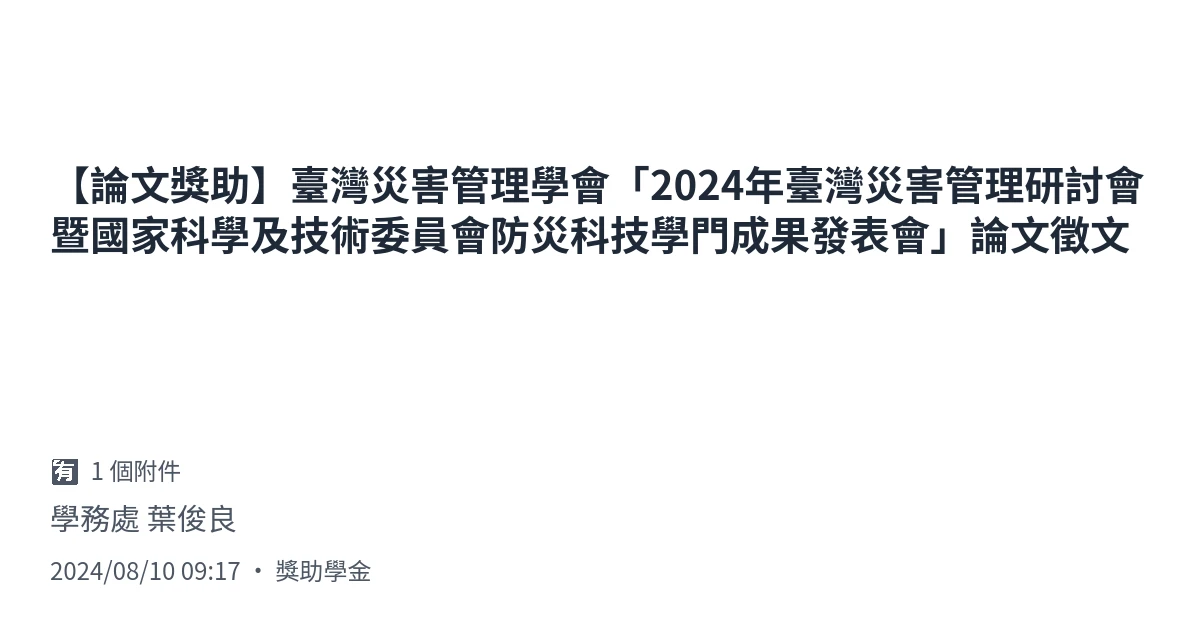 【論文獎助】臺灣災害管理學會「2024年臺灣災害管理研討會
暨國家科學及技術委員會防災科技學門成果發表會」論文徵文
有 1 個附件
學務處 葉俊良
2024/08/10 09:17 • 獎助學金